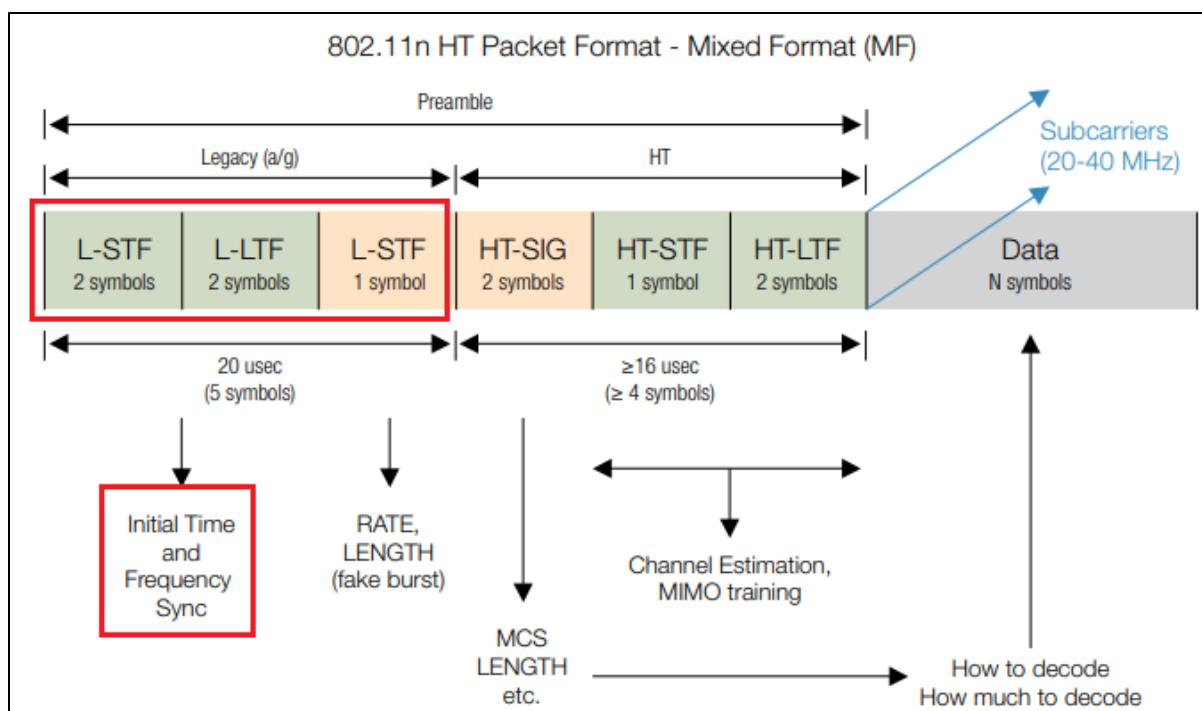 802.11n HT Packet Format - Mixed Format (MF)
Preamble
Legacy (a/g)
HT
Subcarriers
(20-40 MHz)
L-STF
2 symbols
L-LTF
2 symbols
L-STF
1 symbol
HT-SIG
2 symbols
HT-STF
1 symbol
HT-LTF
2 symbols
Data
N symbols
20 usec
(5 symbols)
≥16 usec
(≥ 4 symbols)
Initial Time
and
Frequency
Sync
RATE,
LENGTH
(fake burst)
MCS
LENGTH
etc.
Channel Estimation,
MIMO training
How to decode
How much to decode